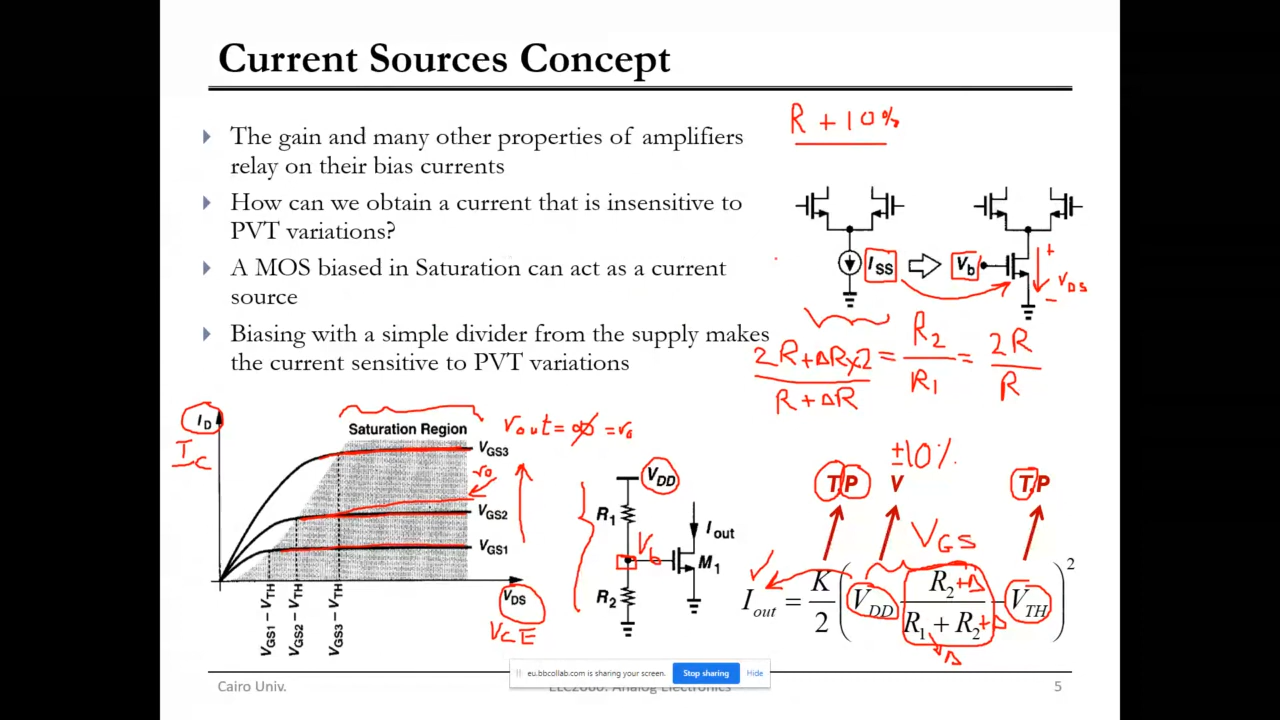 Current Sources Concept
R + 10%
The gain and many other properties of amplifiers
relay on their bias currents
How can we obtain a current that is insensitive to
PVT variations?
A MOS biased in Saturation can act as a current
source
Biasing with a simple divider from the supply makes
the current sensitive to PVT variations
ISS
Vb
+
VDS
−
2R+ΔR×2 / R+ΔR = R2 / R1 = 2R / R
ID
IC
Saturation Region
Vout = ∞ = ro
VGS3
ro
VGS2
VGS1
VDS
VCE
VGS1 − VTH
VGS2 − VTH
VGS3 − VTH
VDD
R1
Vb
Iout
M1
R2
±10%
T,P
V
T,P
VGS
Iout = K/2 (VDD R2+Δ / R1 + R2+Δ − VTH)²
Δ
eu.bbcollab.com is sharing your screen.
Stop sharing
Hide
Cairo Univ.
Analog Electronics
5